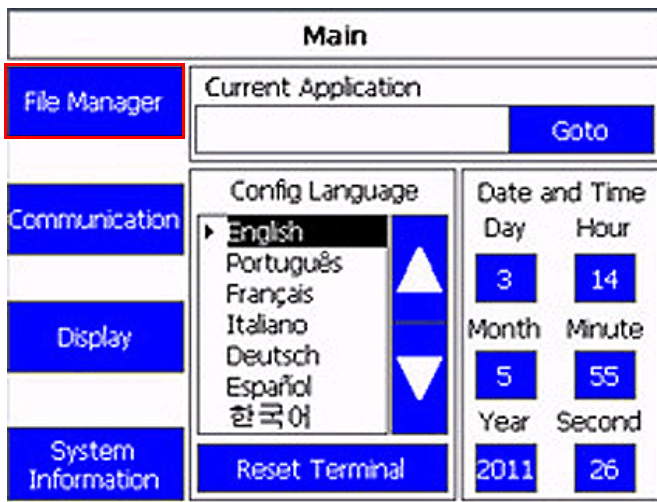 Main
File Manager
Current Application
Goto
Communication
Display
System
Information
Config Language
English
Português
Français
Italiano
Deutsch
Español
한국어
Reset Terminal
Date and Time
Day Hour
3 14
Month Minute
5 55
Year Second
2011 26